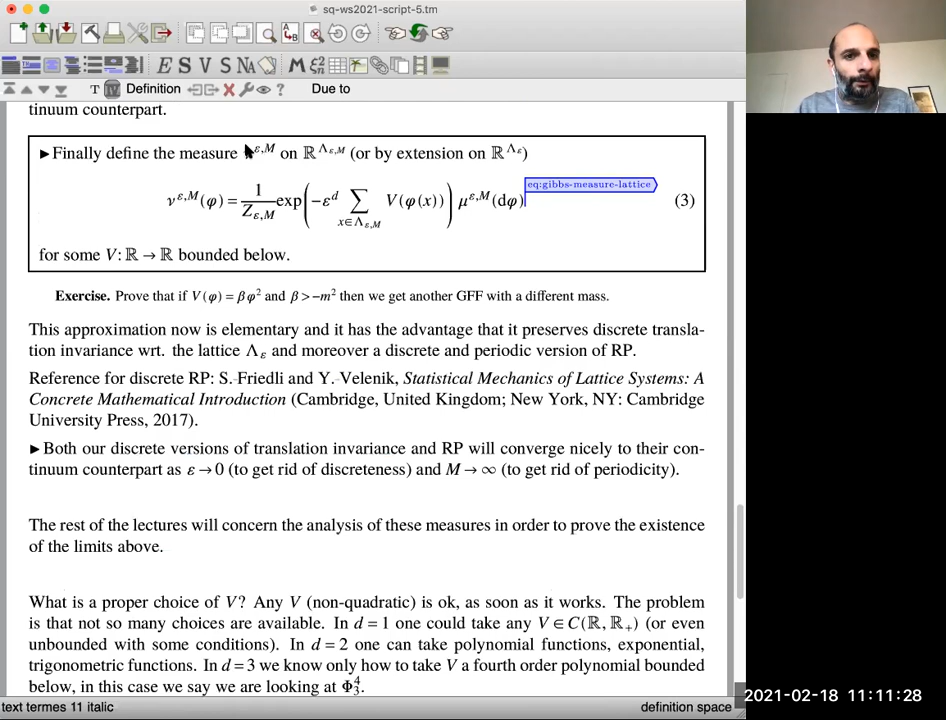 sq-ws2021-script-5.tm
E S V S NA
T Definition ? Due to
tinuum counterpart.
►Finally define the measure ε,M on ℝ^{Λ_{ε,M}} (or by extension on ℝ^{Λ_ε})
eq:gibbs-measure-lattice
ν^{ε,M}(φ) = 1/Z_{ε,M} exp(−ε^d ∑_{x∈Λ_{ε,M}} V(φ(x))) μ^{ε,M}(dφ) (3)
for some V: ℝ → ℝ bounded below.
Exercise. Prove that if V(φ) = βφ² and β > −m² then we get another GFF with a different mass.
This approximation now is elementary and it has the advantage that it preserves discrete transla-
tion invariance wrt. the lattice Λ_ε and moreover a discrete and periodic version of RP.
Reference for discrete RP: S. Friedli and Y. Velenik, Statistical Mechanics of Lattice Systems: A
Concrete Mathematical Introduction (Cambridge, United Kingdom; New York, NY: Cambridge
University Press, 2017).
►Both our discrete versions of translation invariance and RP will converge nicely to their con-
tinuum counterpart as ε → 0 (to get rid of discreteness) and M → ∞ (to get rid of periodicity).
The rest of the lectures will concern the analysis of these measures in order to prove the existence
of the limits above.
What is a proper choice of V? Any V (non-quadratic) is ok, as soon as it works. The problem
is that not so many choices are available. In d = 1 one could take any V ∈ C(ℝ, ℝ₊) (or even
unbounded with some conditions). In d = 2 one can take polynomial functions, exponential,
trigonometric functions. In d = 3 we know only how to take V a fourth order polynomial bounded
below, in this case we say we are looking at Φ⁴₃.
text termes 11 italic definition space
2021-02-18 11:11:28